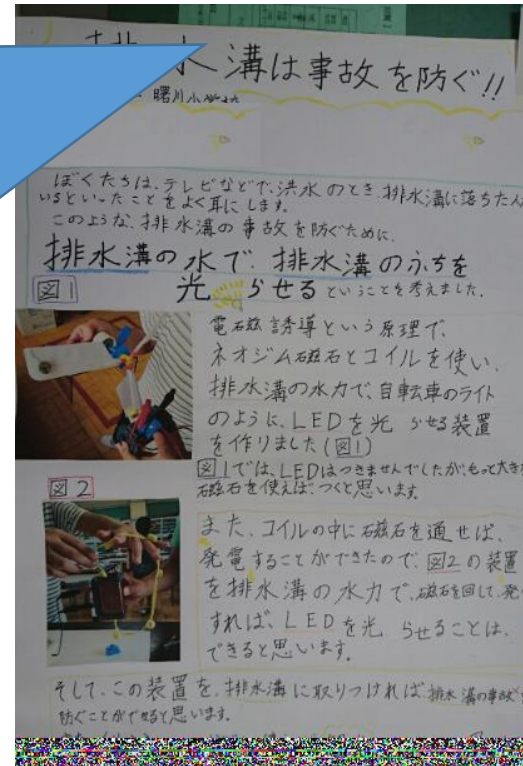 排水溝は事故を防ぐ!!
曙川小学校
ぼくたちは、テレビなどで、洪水のとき、排水溝に落ちた人
いるといったことをよく耳にします。
このような、排水溝の事故を防ぐために、
排水溝の水で、排水溝のふちを
光らせるということを考えました。
図1
電磁誘導という原理で、
ネオジム磁石とコイルを使い、
排水溝の水力で、自転車のライト
のように、LEDを光らせる装置
を作りました(図1)
図1では、LEDはつきませんでしたが、もっと大き
磁石を使えば、つくと思います。
図2
また、コイルの中に磁石を通せば、
発電することができたので、図2の装置
を排水溝の水力で、磁石を回して、発
すれば、LEDを光らせることは、
できると思います。
そして、この装置を、排水溝に取りつければ、排水溝の事故
防ぐことができると思います。